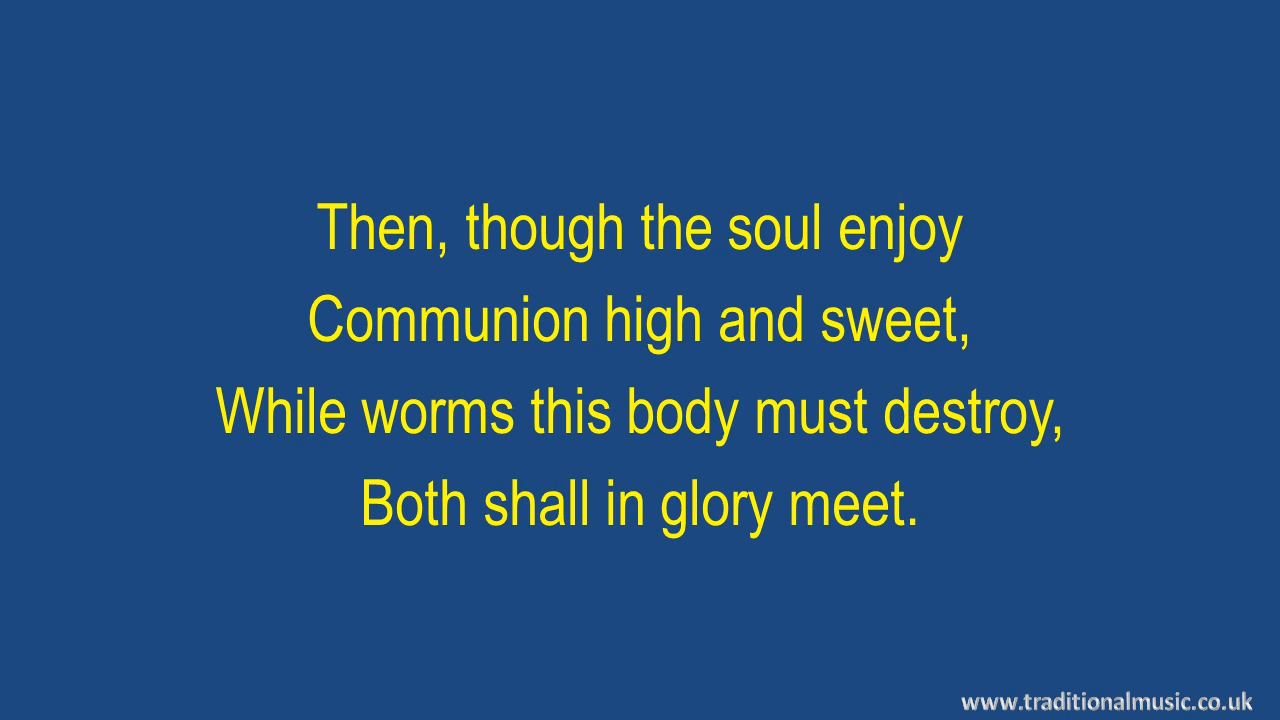 Then, though the soul enjoy
Communion high and sweet,
While worms this body must destroy,
Both shall in glory meet.
www.traditionalmusic.co.uk